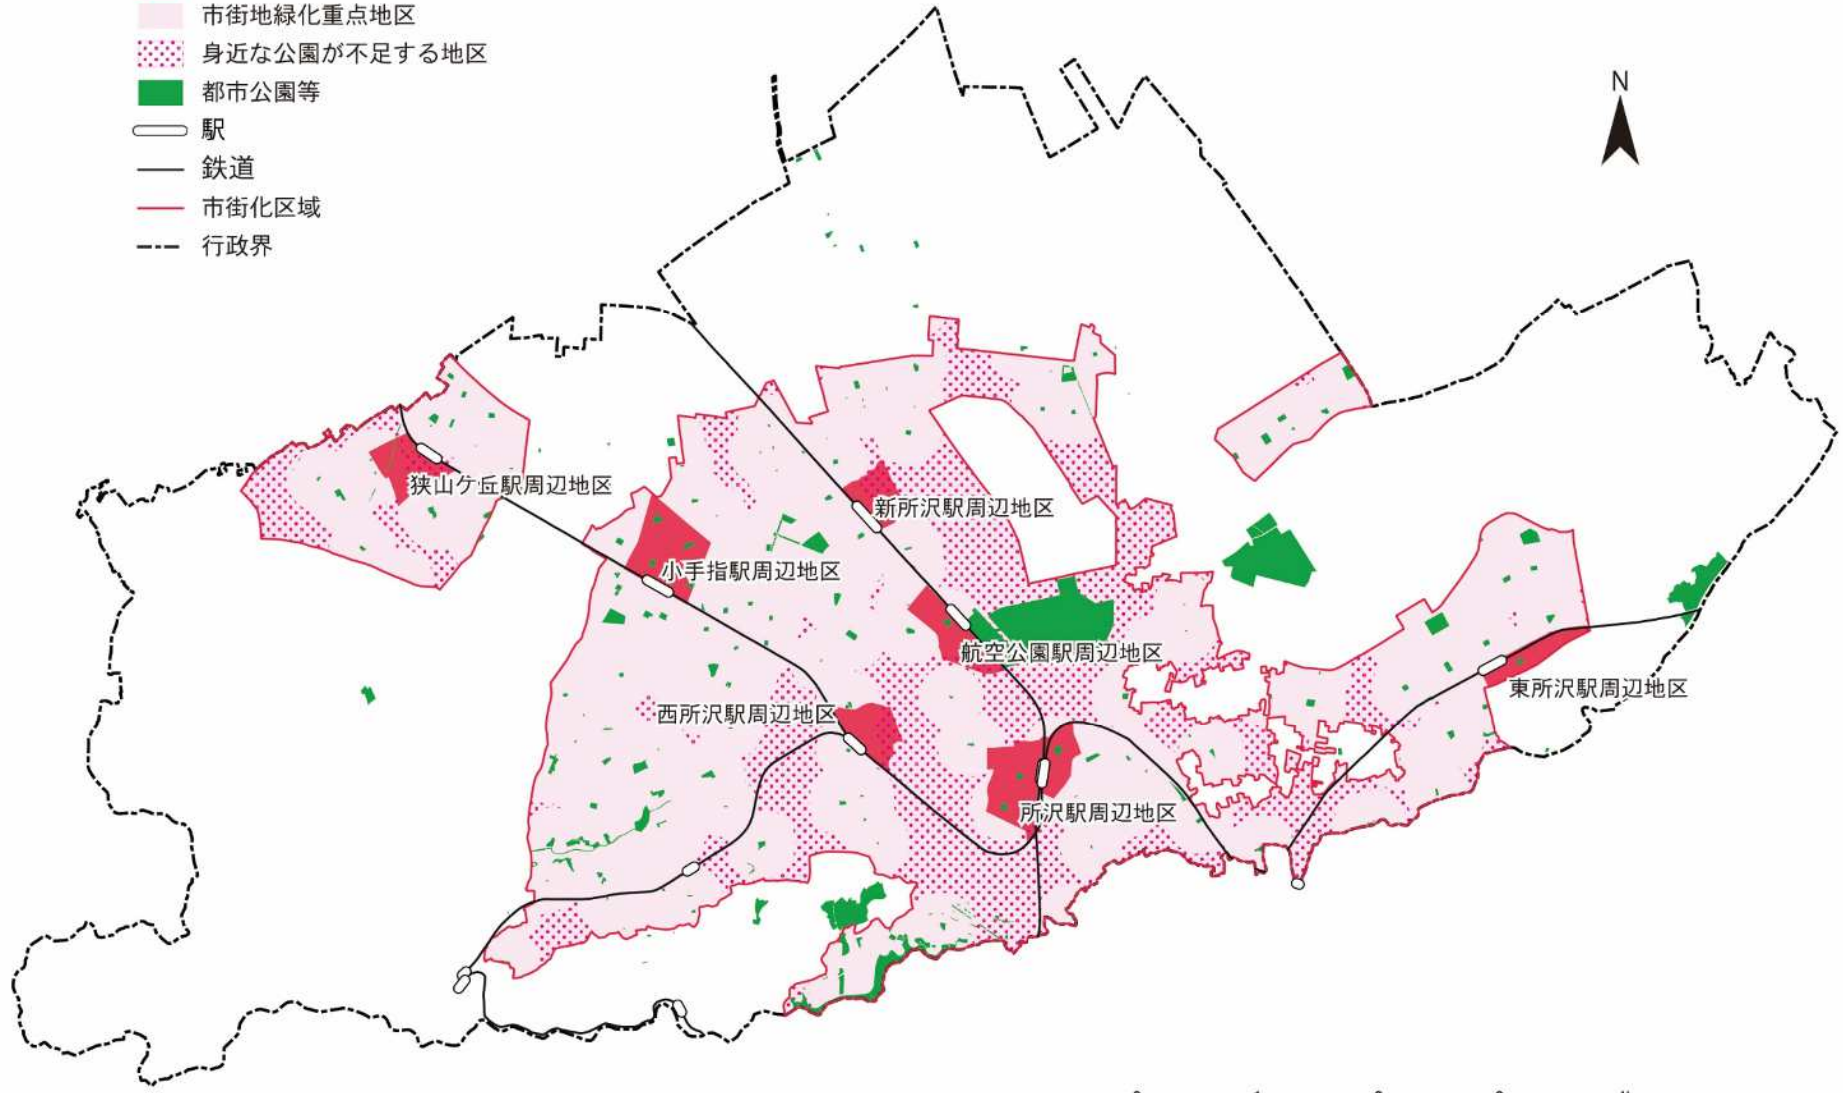 市街地緑化重点地区
身近な公園が不足する地区
都市公園等
駅
鉄道
市街化区域
行政界
N
狭山ケ丘駅周辺地区
新所沢駅周辺地区
小手指駅周辺地区
航空公園駅周辺地区
東所沢駅周辺地区
西所沢駅周辺地区
所沢駅周辺地区